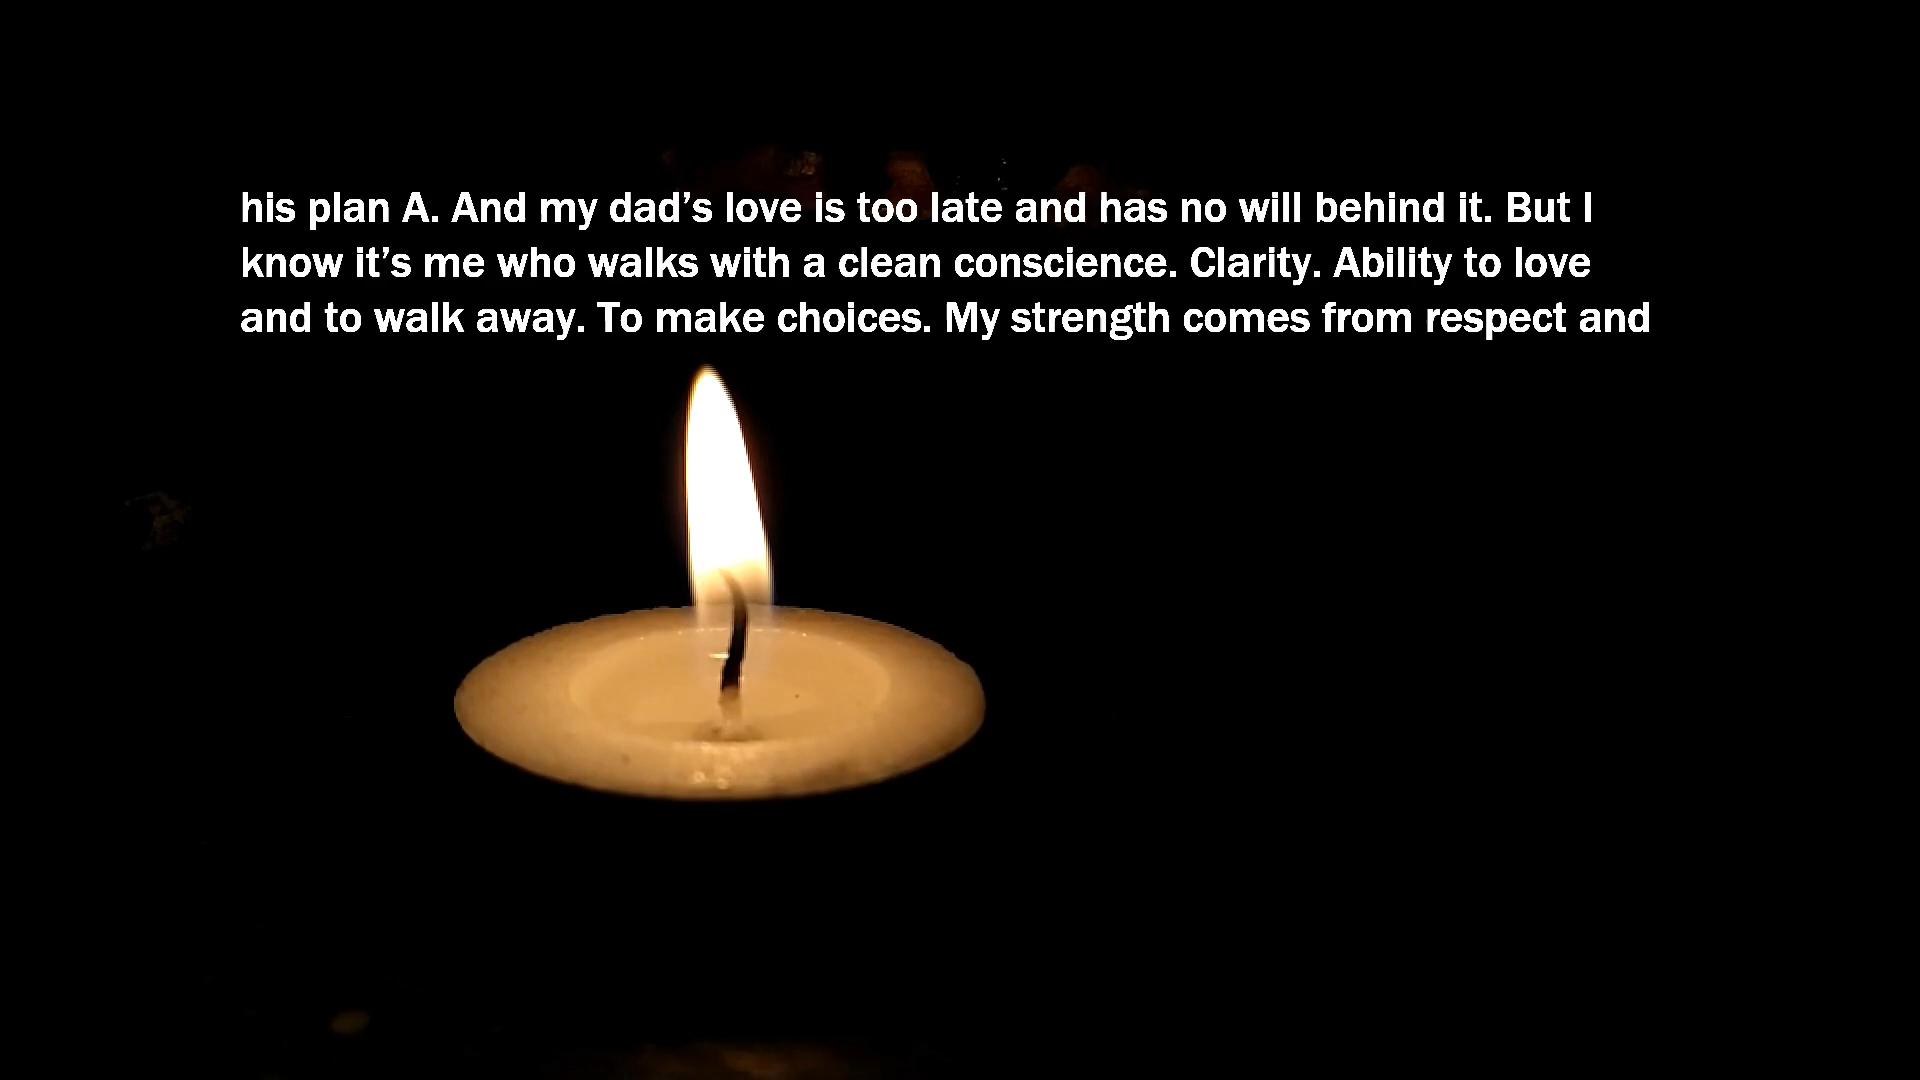 his plan A. And my dad’s love is too late and has no will behind it. But I
know it’s me who walks with a clean conscience. Clarity. Ability to love
and to walk away. To make choices. My strength comes from respect and